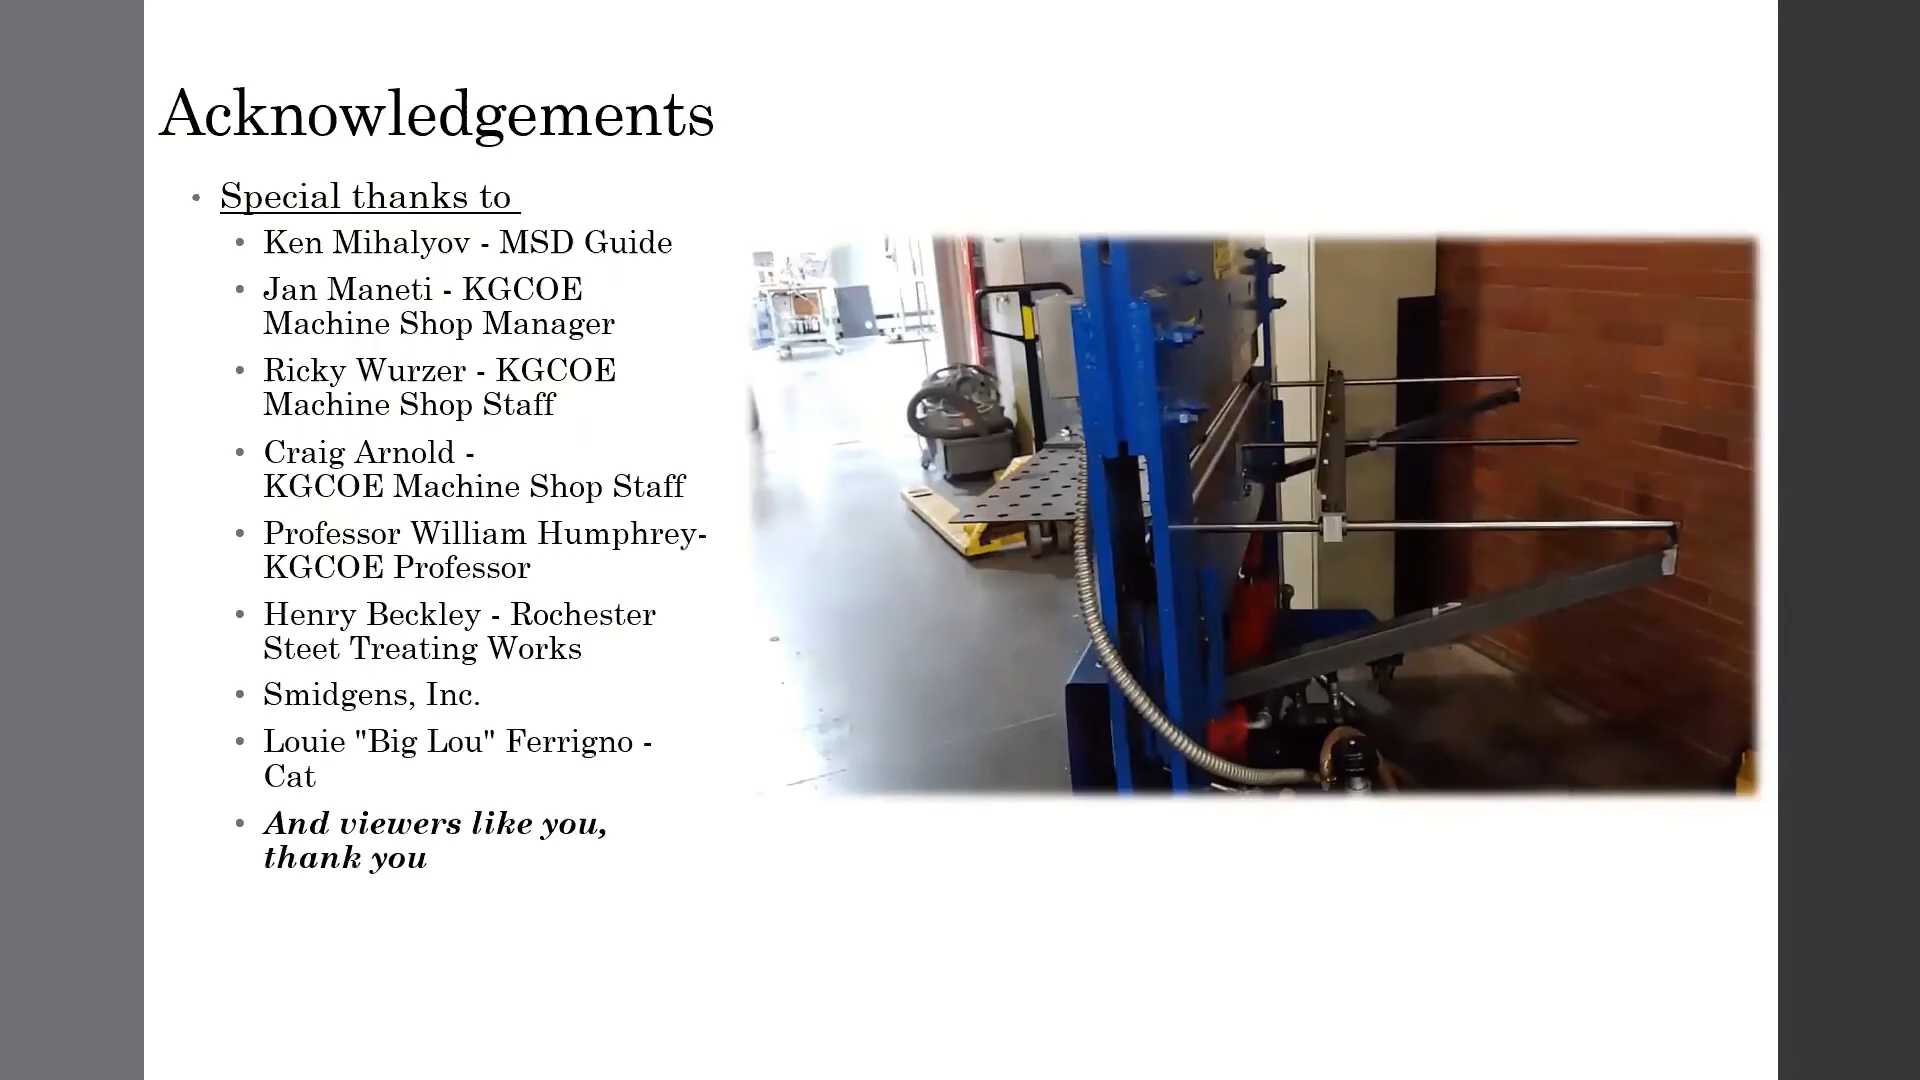 Acknowledgements
Special thanks to
Ken Mihalyov - MSD Guide
Jan Maneti - KGCOE
Machine Shop Manager
Ricky Wurzer - KGCOE
Machine Shop Staff
Craig Arnold -
KGCOE Machine Shop Staff
Professor William Humphrey-
KGCOE Professor
Henry Beckley - Rochester
Steet Treating Works
Smidgens, Inc.
Louie "Big Lou" Ferrigno -
Cat
And viewers like you,
thank you